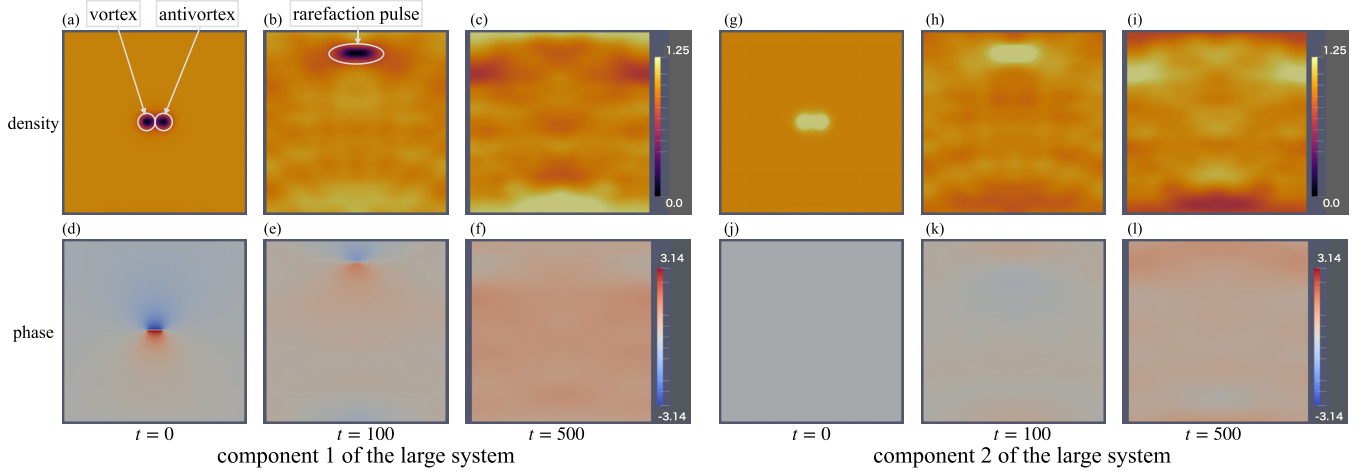 (a) vortex antivortex (b) rarefaction pulse (c) (g) (h) (i)
density 1.25 1.25
0.0 0.0
(d) (e) (f) (j) (k) (l)
phase 3.14 3.14
-3.14 -3.14
t = 0 t = 100 t = 500 t = 0 t = 100 t = 500
component 1 of the large system component 2 of the large system